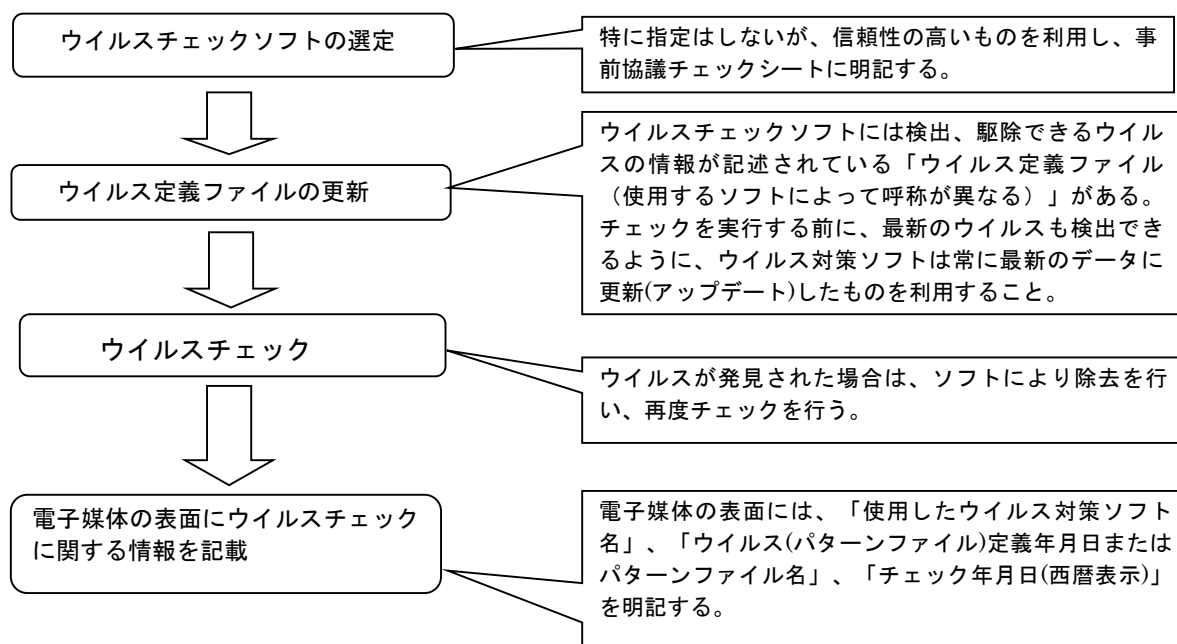 ウイルスチェックソフトの選定
特に指定はしないが、信頼性の高いものを利用し、事
前協議チェックシートに明記する。
ウイルス定義ファイルの更新
ウイルスチェックソフトには検出、駆除できるウイル
スの情報が記述されている「ウイルス定義ファイル
（使用するソフトによって呼称が異なる）」がある。
チェックを実行する前に、最新のウイルスも検出でき
るように、ウイルス対策ソフトは常に最新のデータに
更新(アップデート)したものを利用すること。
ウイルスチェック
ウイルスが発見された場合は、ソフトにより除去を行
い、再度チェックを行う。
電子媒体の表面にウイルスチェック
に関する情報を記載
電子媒体の表面には、「使用したウイルス対策ソフト
名」、「ウイルス(パターンファイル)定義年月日または
パターンファイル名」、「チェック年月日(西暦表示)」
を明記する。